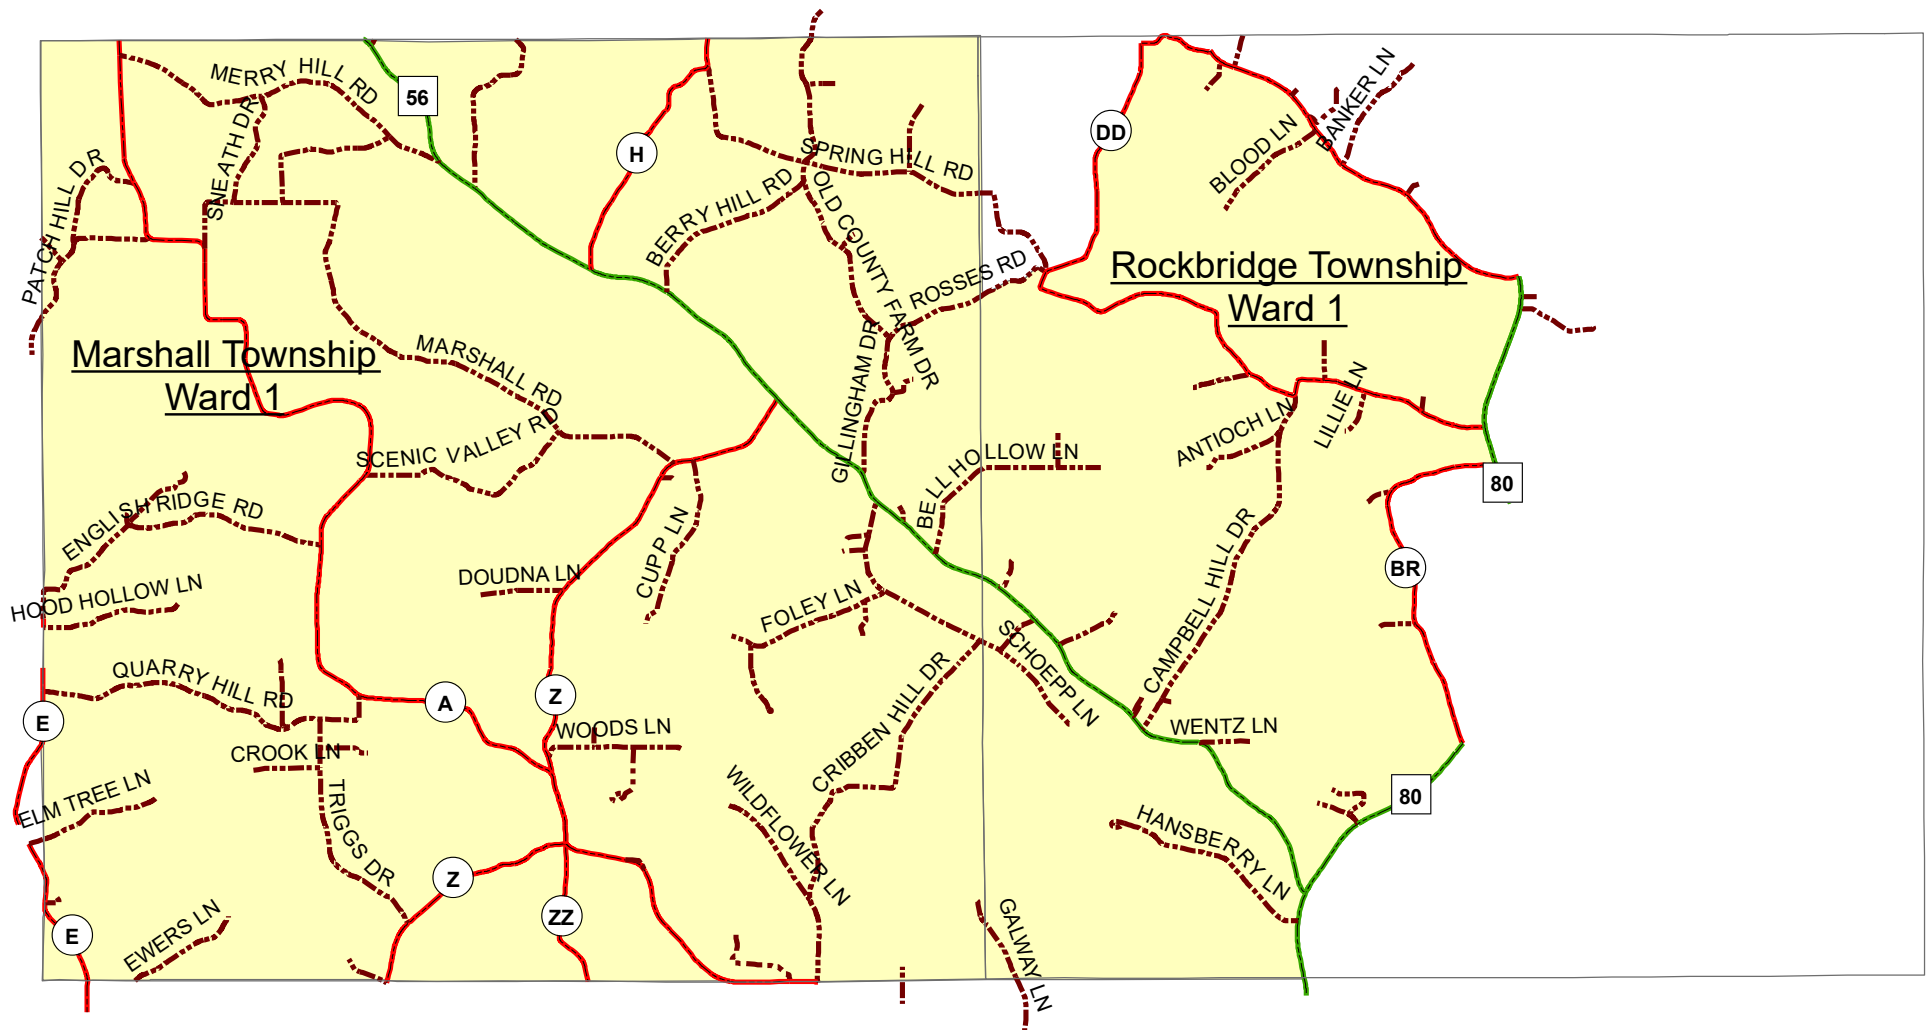 MERRY HILL RD
56
SNEATH DR
PATCH HILL DR
H
SPRING HILL RD
BERRY HILL RD
OLD COUNTY FARM DR
ROSSES RD
GILLINGHAM DR
DD
BANKER LN
BLOOD LN
Rockbridge Township
Ward 1
Marshall Township
Ward 1
MARSHALL RD
SCENIC VALLEY RD
ENGLISH RIDGE RD
HOOD HOLLOW LN
DOUDNA LN
CUPP LN
BELL HOLLOW LN
ANTIOCH LN
LILLIE LN
80
BR
CAMPBELL HILL DR
FOLEY LN
SCHOEPP LN
QUARRY HILL RD
E
A
Z
WOODS LN
CROOK LN
CRIBBEN HILL DR
WENTZ LN
ELM TREE LN
TRIGGS DR
WILDFLOWER LN
80
HANSBERRY LN
Z
ZZ
E
EWERS LN
GALWAY LN